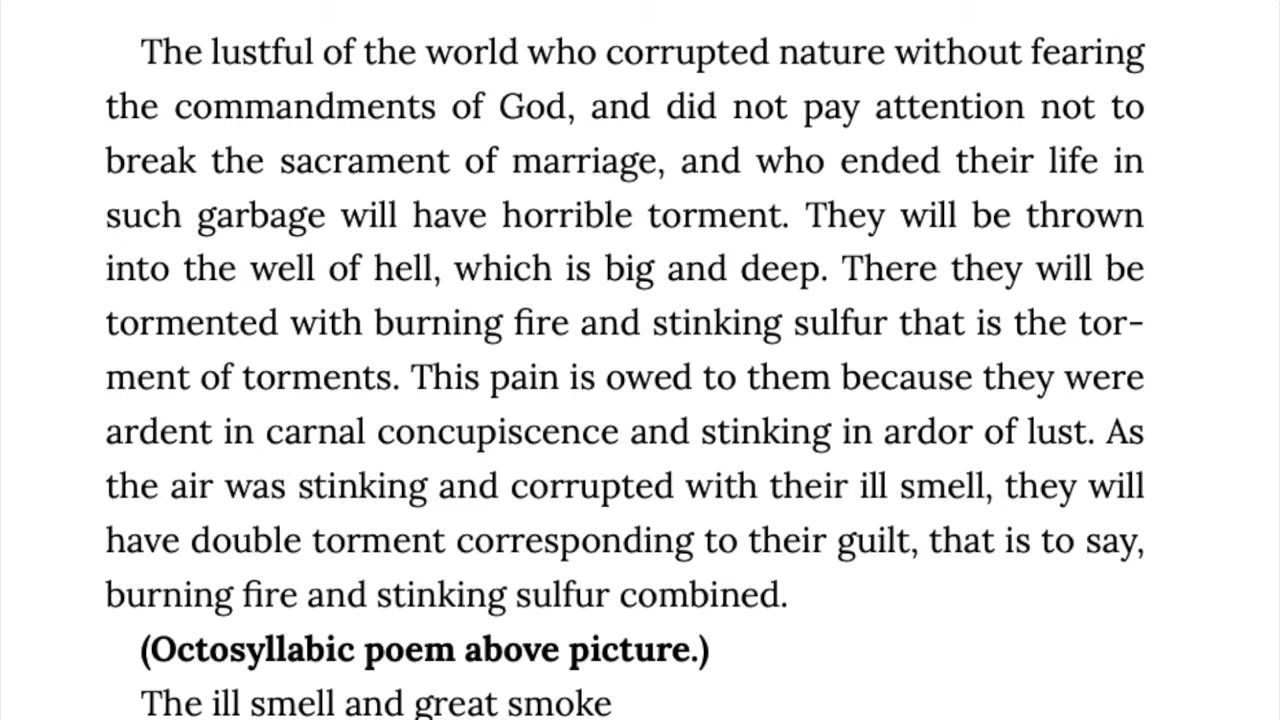 The lustful of the world who corrupted nature without fearing
the commandments of God, and did not pay attention not to
break the sacrament of marriage, and who ended their life in
such garbage will have horrible torment. They will be thrown
into the well of hell, which is big and deep. There they will be
tormented with burning fire and stinking sulfur that is the tor-
ment of torments. This pain is owed to them because they were
ardent in carnal concupiscence and stinking in ardor of lust. As
the air was stinking and corrupted with their ill smell, they will
have double torment corresponding to their guilt, that is to say,
burning fire and stinking sulfur combined.
(Octosyllabic poem above picture.)
The ill smell and great smoke